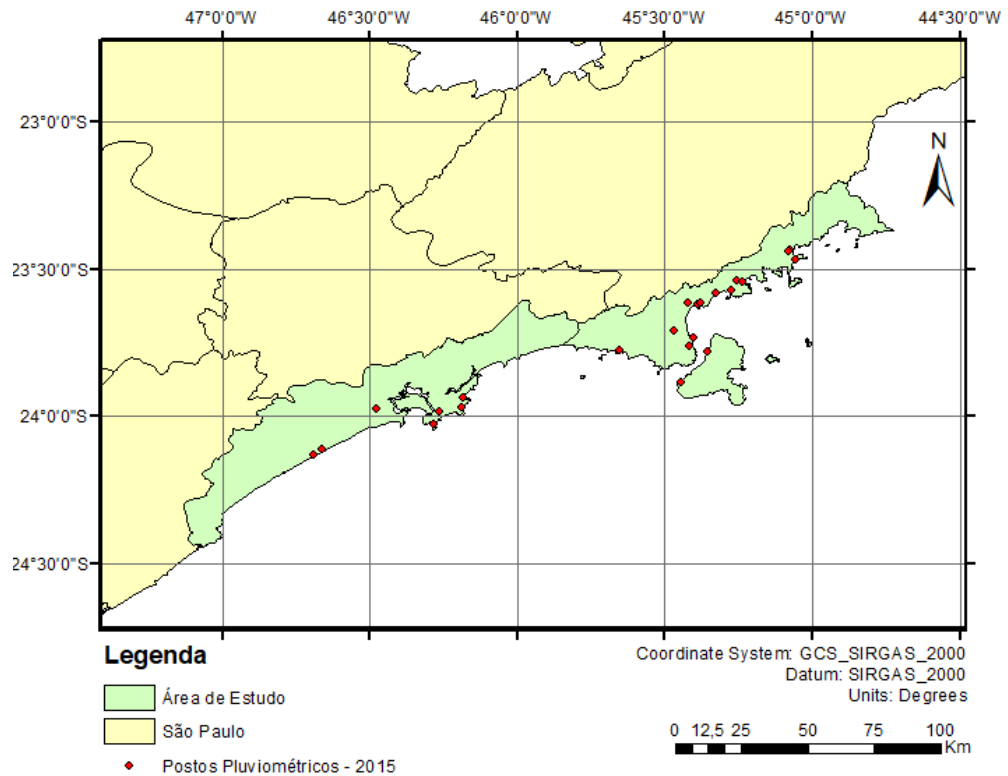 47°0'0"W 46°30'0"W 46°0'0"W 45°30'0"W 45°0'0"W 44°30'0"W
23°0'0"S
N
23°30'0"S
24°0'0"S
24°30'0"S
Legenda
Área de Estudo
São Paulo
Postos Pluviométricos - 2015
Coordinate System: GCS_SIRGAS_2000
Datum: SIRGAS_2000
Units: Degrees
0 12,5 25 50 75 100
Km